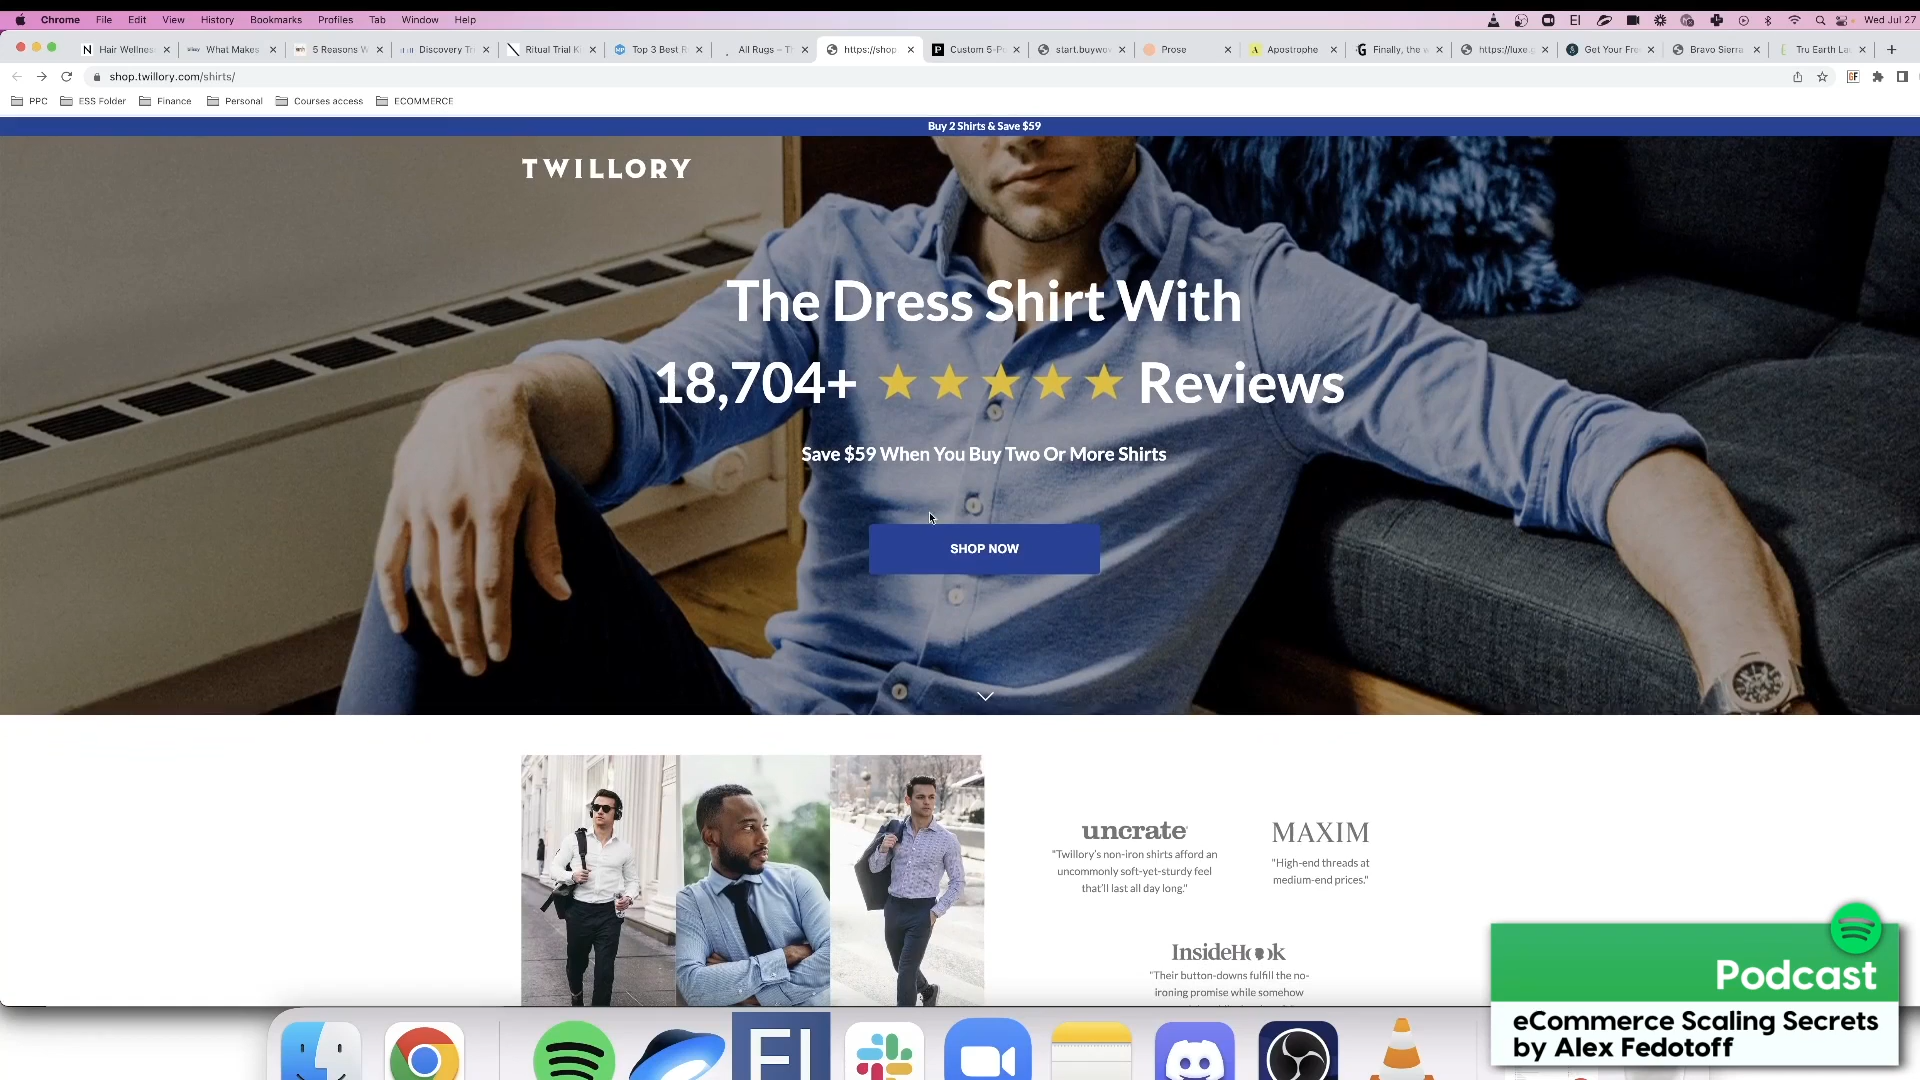 Chrome File Edit View History Bookmarks Profiles Tab Window Help
Wed Jul 27
Hair Wellnes What Makes 5 Reasons W Discovery Tr Ritual Trial K Top 3 Best R All Rugs – Th https://shop Custom 5-P start.buywov Prose Apostrophe Finally, the w https://luxe. Get Your Fre Bravo Sierra Tru Earth La
shop.twillory.com/shirts/
PPC ESS Folder Finance Personal Courses access ECOMMERCE
Buy 2 Shirts & Save $59
TWILLORY
The Dress Shirt With
18,704+ ★★★★★ Reviews
Save $59 When You Buy Two Or More Shirts
SHOP NOW
uncrate
"Twillory's non-iron shirts afford an
uncommonly soft-yet-sturdy feel
that'll last all day long."
MAXIM
"High-end threads at
medium-end prices."
InsideHook
"Their button-downs fulfill the no-
ironing promise while somehow
Podcast
eCommerce Scaling Secrets
by Alex Fedotoff
EI